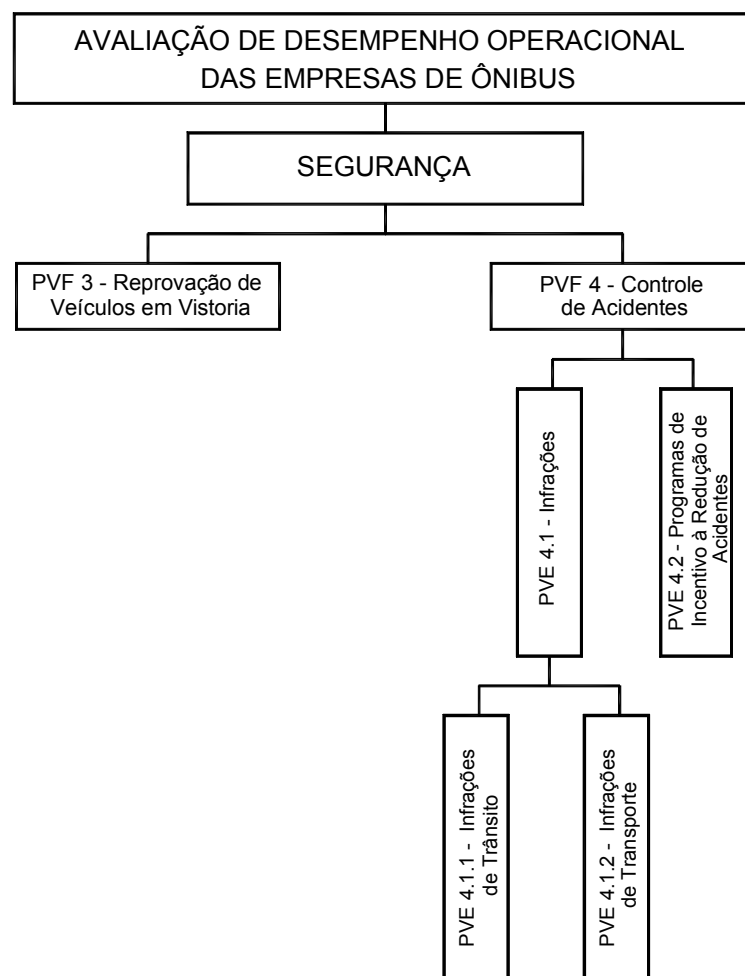 AVALIAÇÃO DE DESEMPENHO OPERACIONAL
DAS EMPRESAS DE ÔNIBUS
SEGURANÇA
PVF 3 - Reprovação de
Veículos em Vistoria
PVF 4 - Controle
de Acidentes
PVE 4.1 - Infrações
PVE 4.2 - Programas de
Incentivo à Redução de
Acidentes
PVE 4.1.1 - Infrações
de Trânsito
PVE 4.1.2 - Infrações
de Transporte